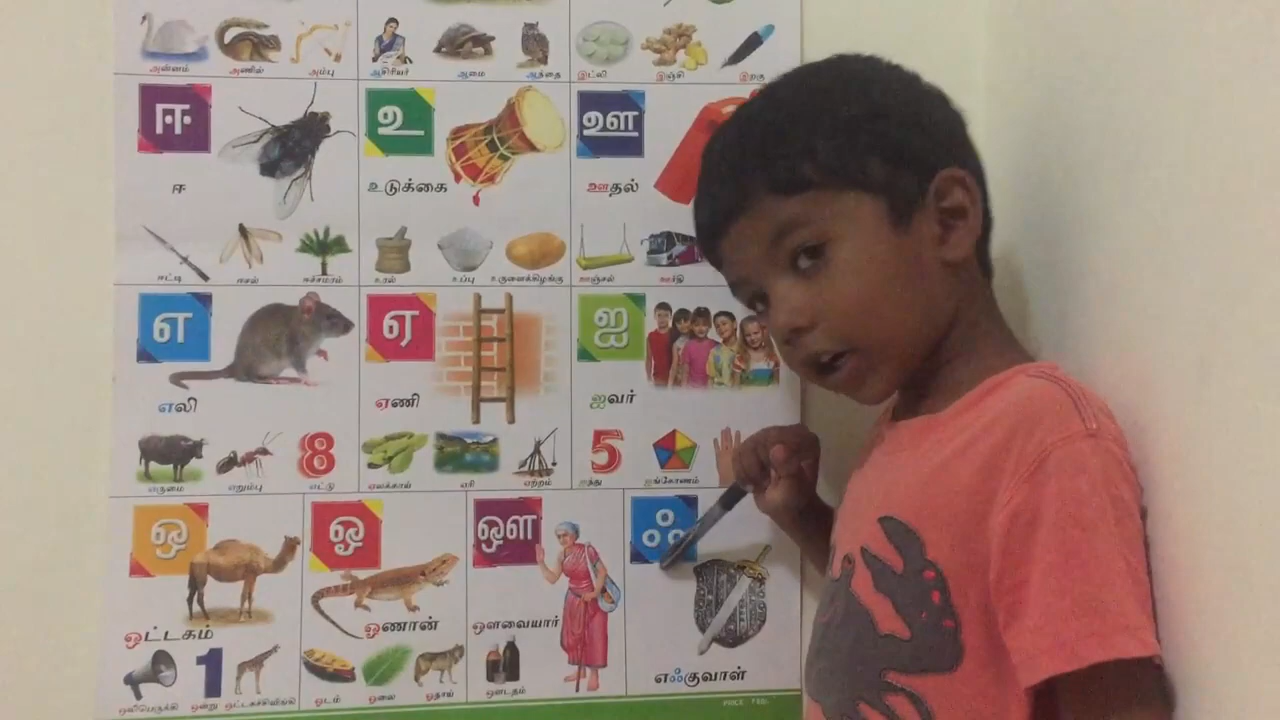 அன்னம் அணில் அம்பு
ஆசிரியர் ஆமை ஆந்தை
இட்லி இஞ்சி இறகு
ஈ
ஈ
ஈட்டி ஈசல் ஈச்சமரம்
உ
உடுக்கை
உரல் உப்பு உருளைக்கிழங்கு
ஊ
ஊதல்
ஊஞ்சல் ஊர்தி
எ
எலி
எருமை எறும்பு 8 எட்டு
ஏ
ஏணி
ஏலக்காய் ஏரி ஏற்றம்
ஐ
ஐவர்
5 ஐந்து ஐங்கோணம்
ஒ
ஒட்டகம்
ஒலிபெருக்கி 1 ஒன்று ஒட்டகச்சிவிங்கி
ஓ
ஓணான்
ஓடம் ஓலை ஓநாய்
ஔ
ஔவையார்
ஔடதம்
ஃ
எஃகுவாள்
PRICE